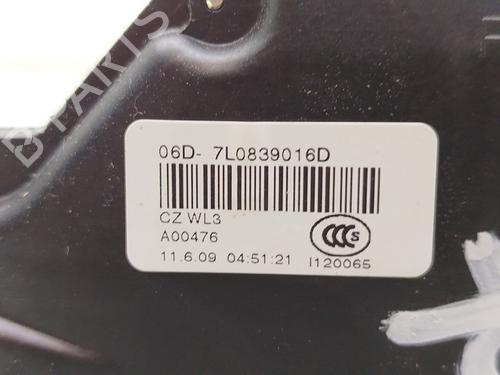 B PARTS
06D- 7L0839016D
CZ WL3
A00476
CCC S
11.6.09 04:51:21 I120065